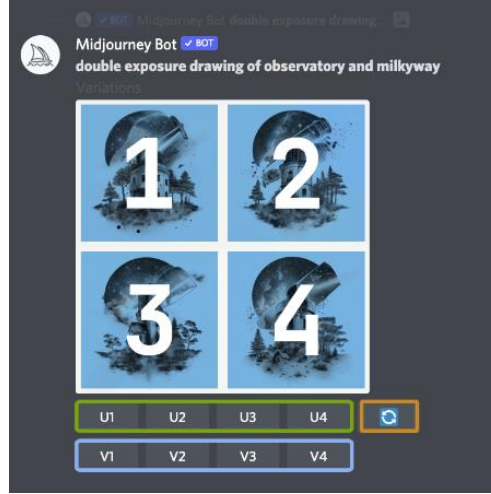 BOT Midjourney Bot double exposure drawing...
Midjourney Bot BOT
double exposure drawing of observatory and milkyway
Variations
1 2
3 4
U1 U2 U3 U4
V1 V2 V3 V4